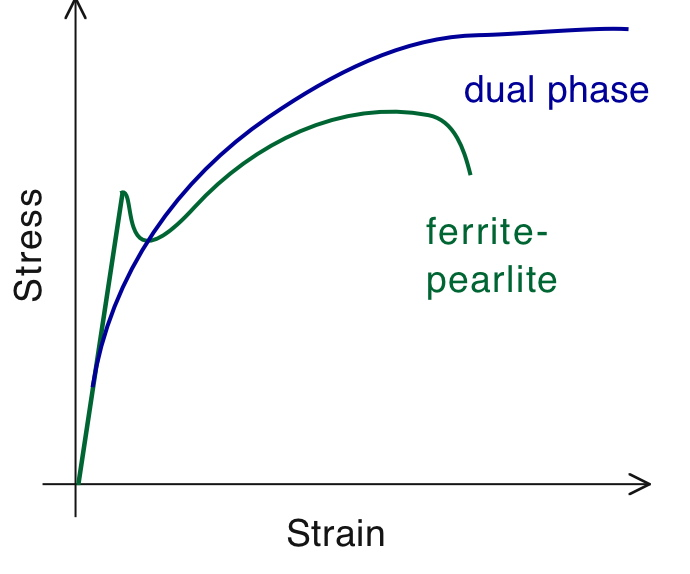 dual phase
ferrite-
pearlite
Stress
Strain